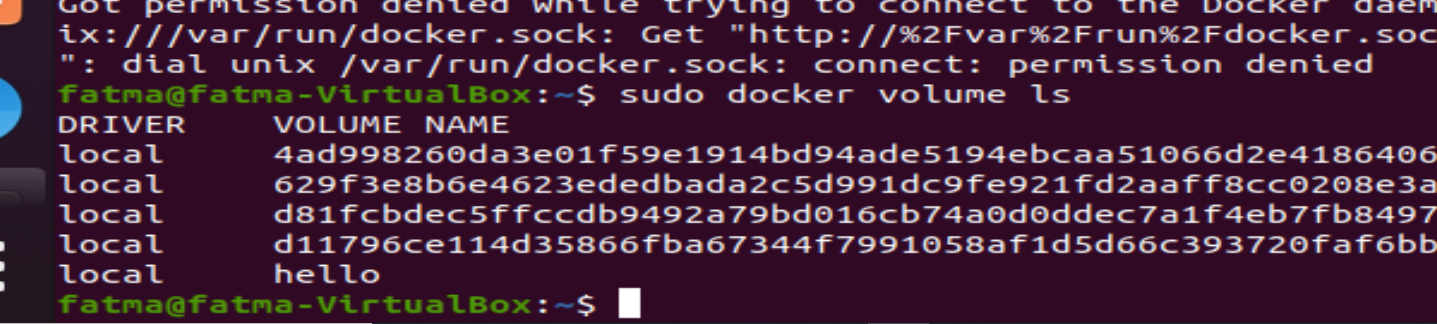 Got permission denied while trying to connect to the Docker daem
ix:///var/run/docker.sock: Get "http://%2Fvar%2Frun%2Fdocker.soc
": dial unix /var/run/docker.sock: connect: permission denied
fatma@fatma-VirtualBox:~$ sudo docker volume ls
DRIVER    VOLUME NAME
local     4ad998260da3e01f59e1914bd94ade5194ebcaa51066d2e4186406
local     629f3e8b6e4623ededbada2c5d991dc9fe921fd2aaff8cc0208e3a
local     d81fcbdec5ffccdb9492a79bd016cb74a0d0ddec7a1f4eb7fb8497
local     d11796ce114d35866fba67344f7991058af1d5d66c393720faf6bb
local     hello
fatma@fatma-VirtualBox:~$